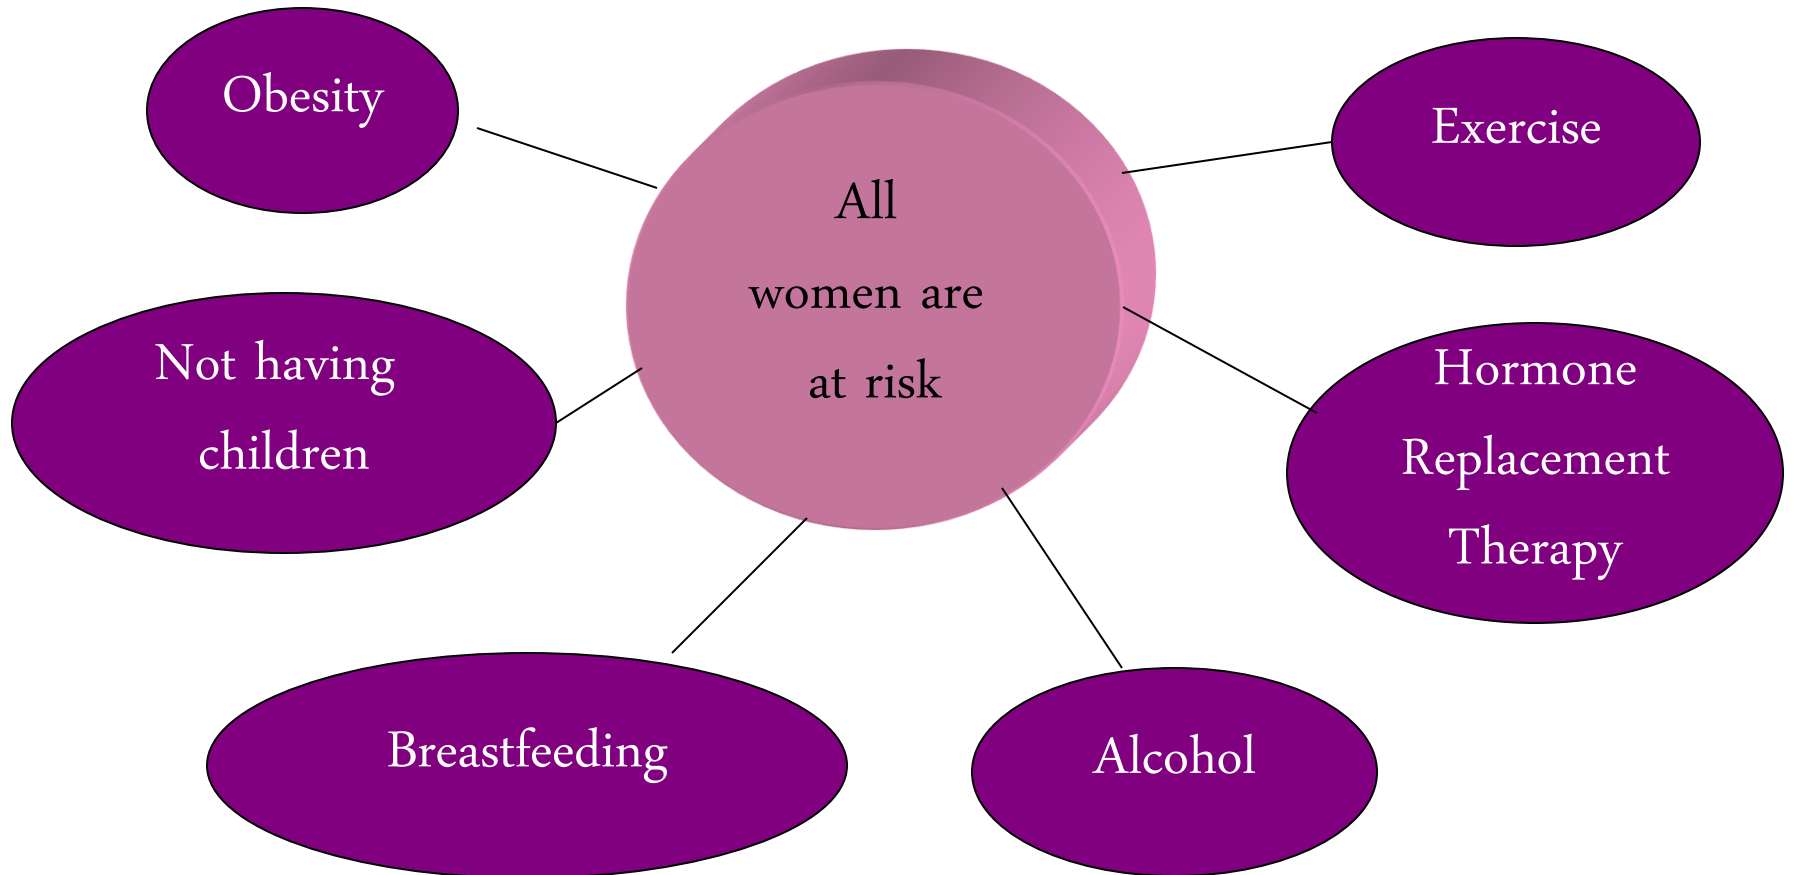 Obesity
All
women are
at risk
Exercise
Not having
children
Hormone
Replacement
Therapy
Breastfeeding
Alcohol